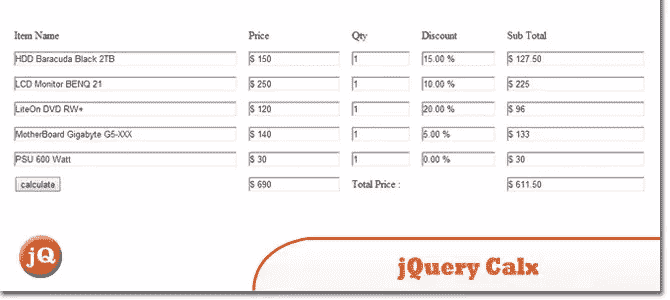 Item Name Price Qty Discount Sub Total
HDD Baracuda Black 2TB $ 150 1 15.00 % $ 127.50
LCD Monitor BENQ 21 $ 250 1 10.00 % $ 225
LiteOn DVD RW+ $ 120 1 20.00 % $ 96
MotherBoard Gigabyte G5-XXX $ 140 1 5.00 % $ 133
PSU 600 Watt $ 30 1 0.00 % $ 30
calculate $ 690 Total Price : $ 611.50
jQ jQuery Calx